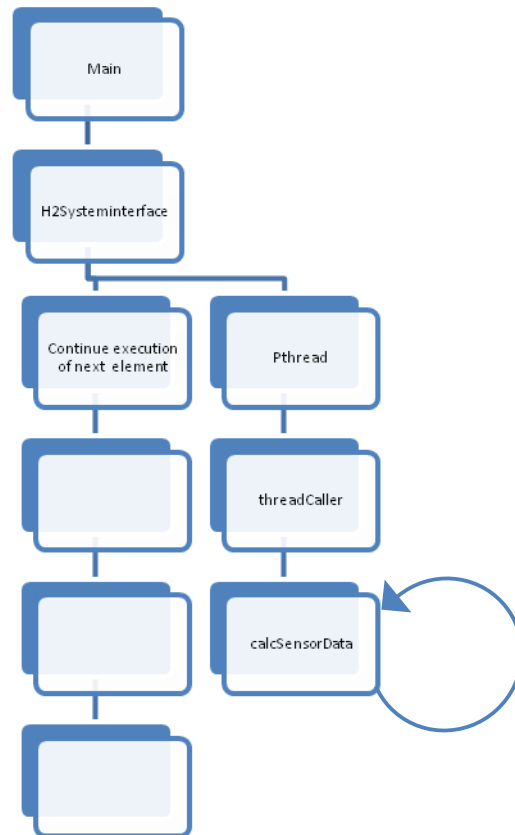 Main
H2Systeminterface
Continue execution
of next element
Pthread
threadCaller
calcSensorData